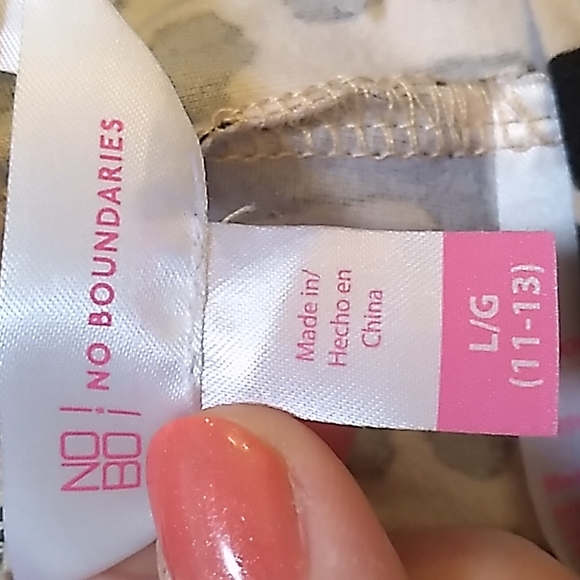 NO!
BO!
NO BOUNDARIES
Made in/
Hecho en
China
L/G
(11-13)